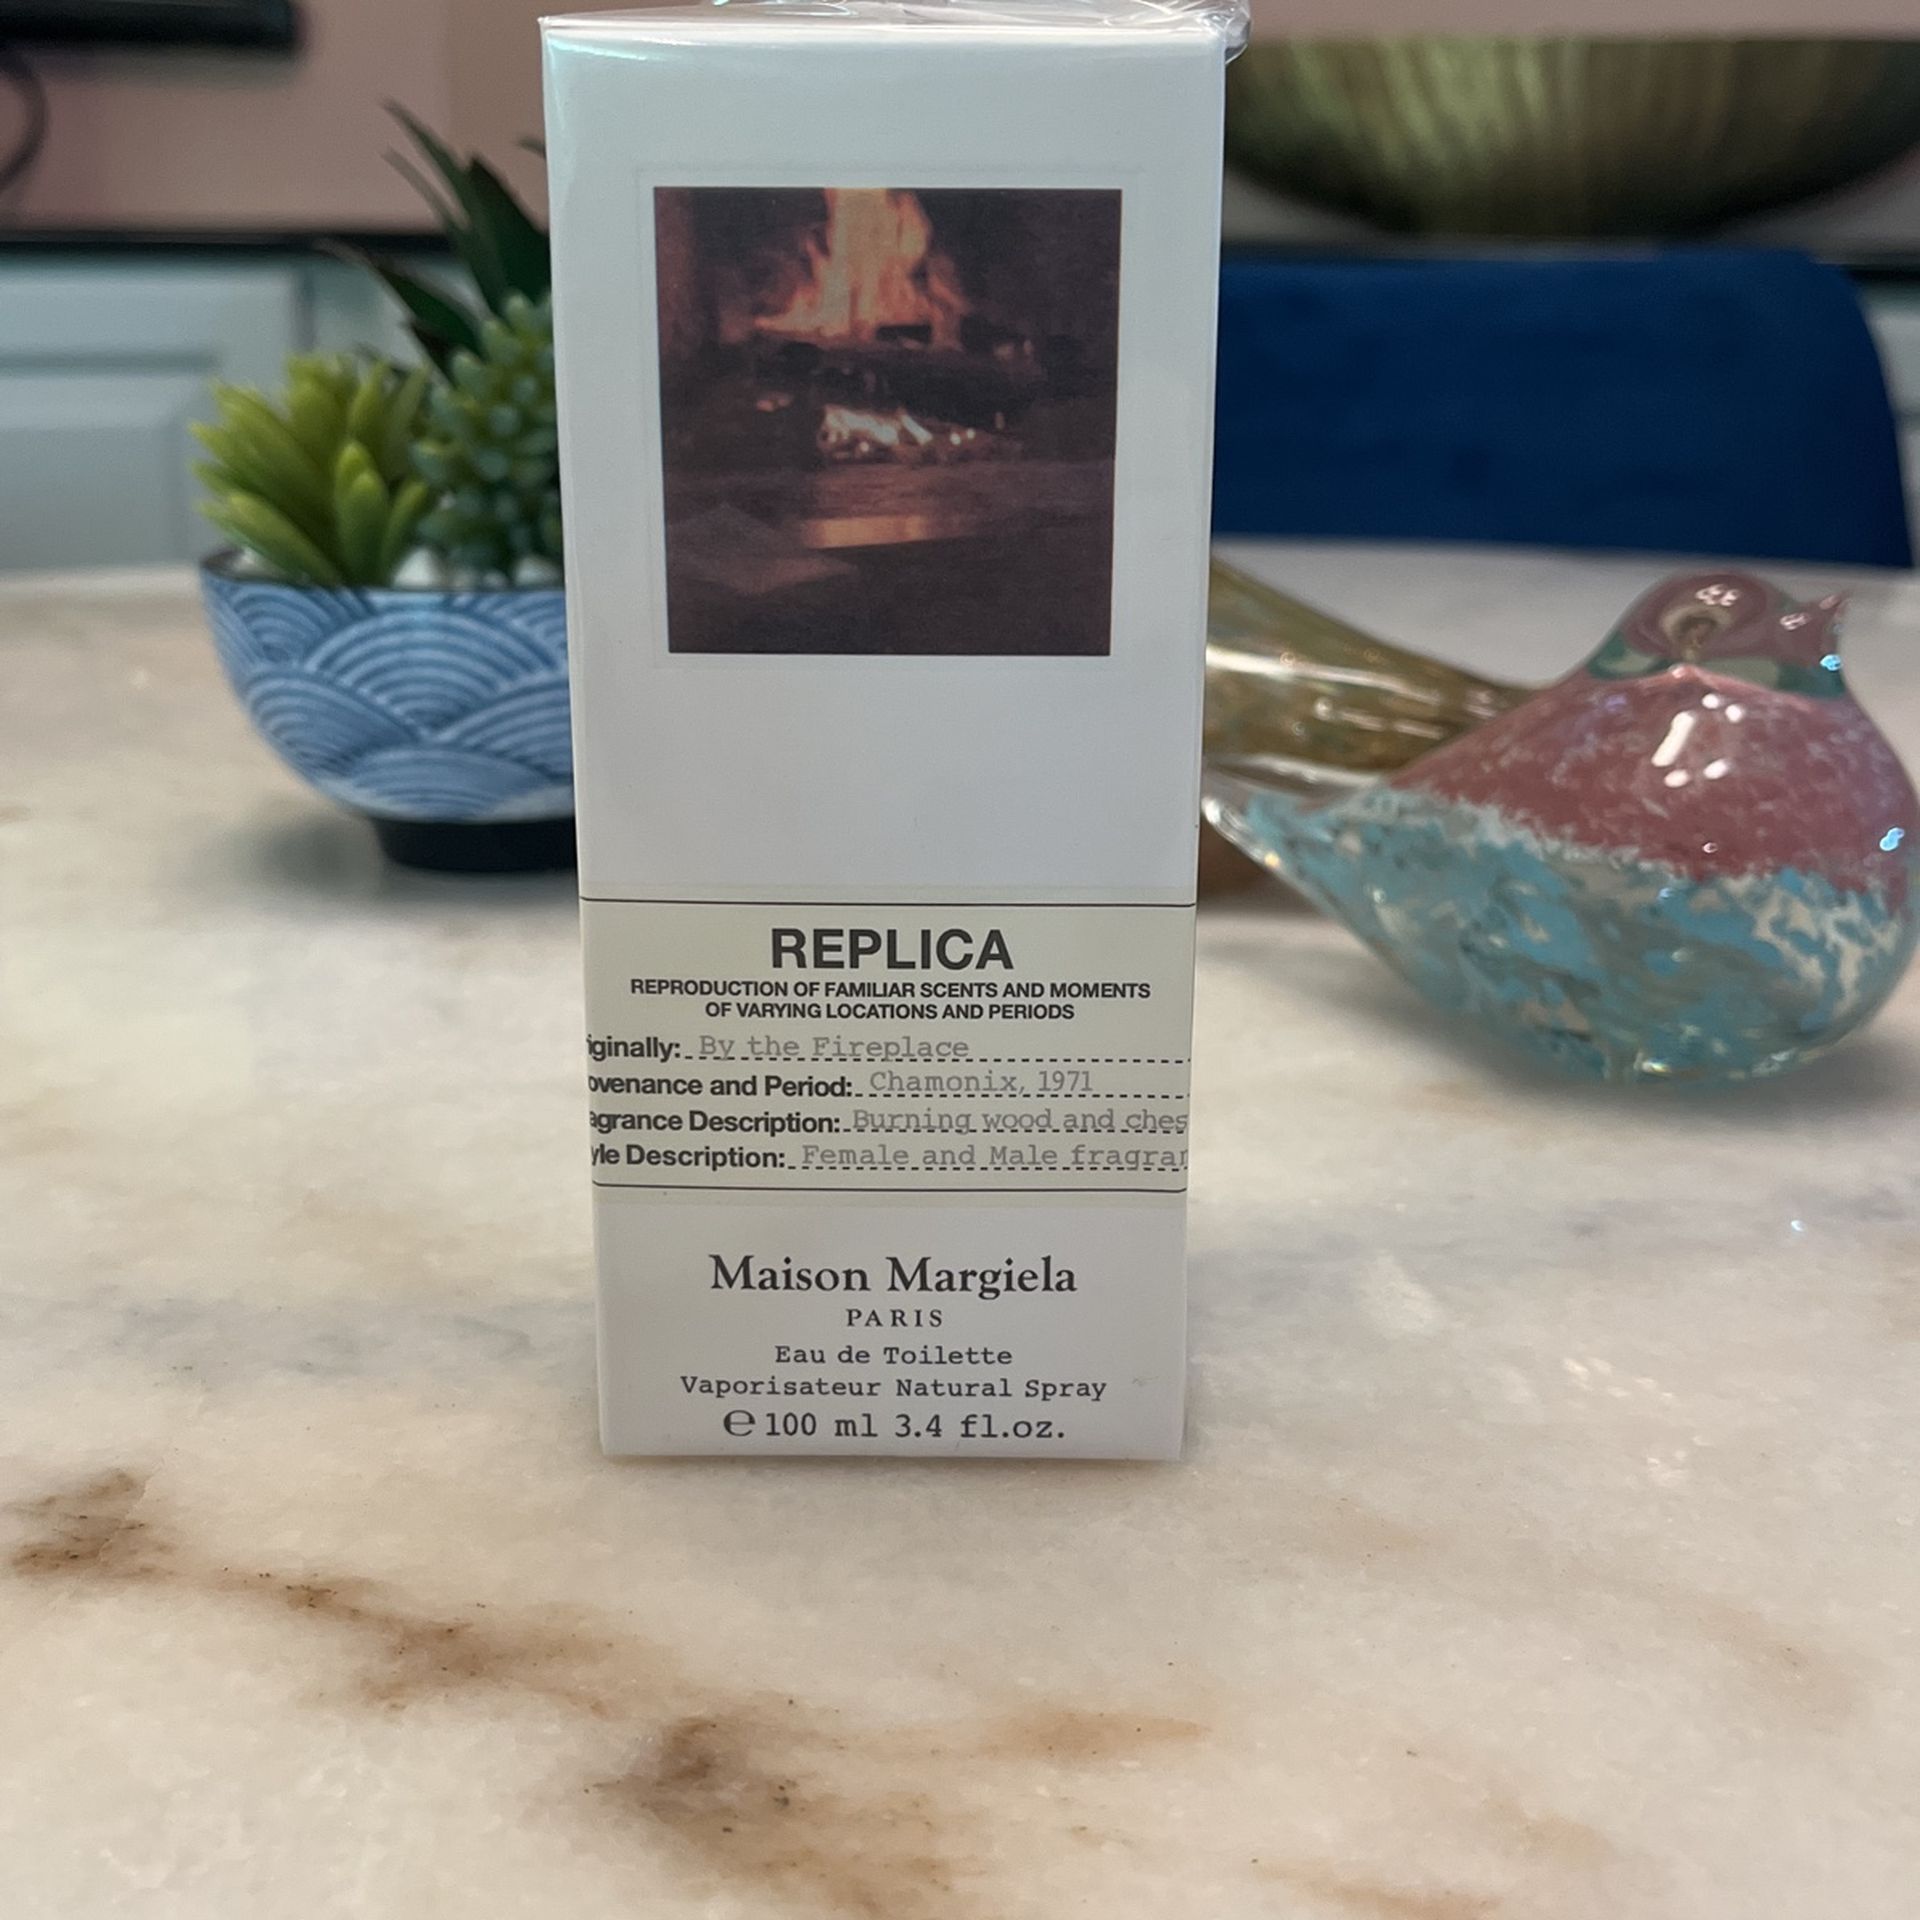 REPLICA
REPRODUCTION OF FAMILIAR SCENTS AND MOMENTS
OF VARYING LOCATIONS AND PERIODS
iginally: By the Fireplace
ovenance and Period: Chamonix, 1971
agrance Description: Burning wood and ches
yle Description: Female and Male fragran
Maison Margiela
PARIS
Eau de Toilette
Vaporisateur Natural Spray
℮ 100 ml 3.4 fl.oz.